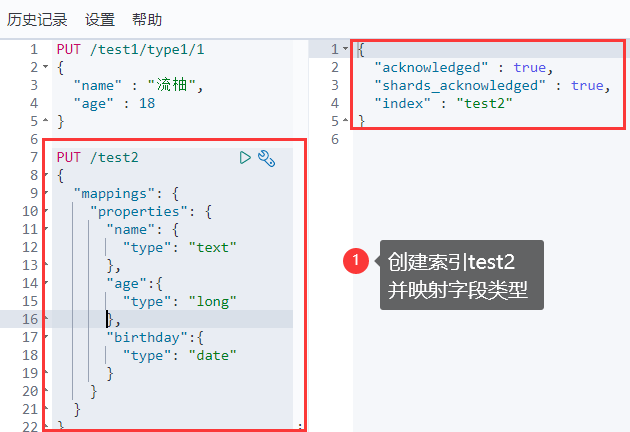 历史记录 设置 帮助
1 PUT /test1/type1/1
2 {
3 "name" : "流柚",
4 "age" : 18
5 }
6
7 PUT /test2
8 {
9 "mappings": {
10 "properties": {
11 "name": {
12 "type": "text"
13 },
14 "age":{
15 "type": "long"
16 },
17 "birthday":{
18 "type": "date"
19 }
20 }
21 }
22 }
1 {
2 "acknowledged" : true,
3 "shards_acknowledged" : true,
4 "index" : "test2"
5 }
6
1
创建索引test2
并映射字段类型